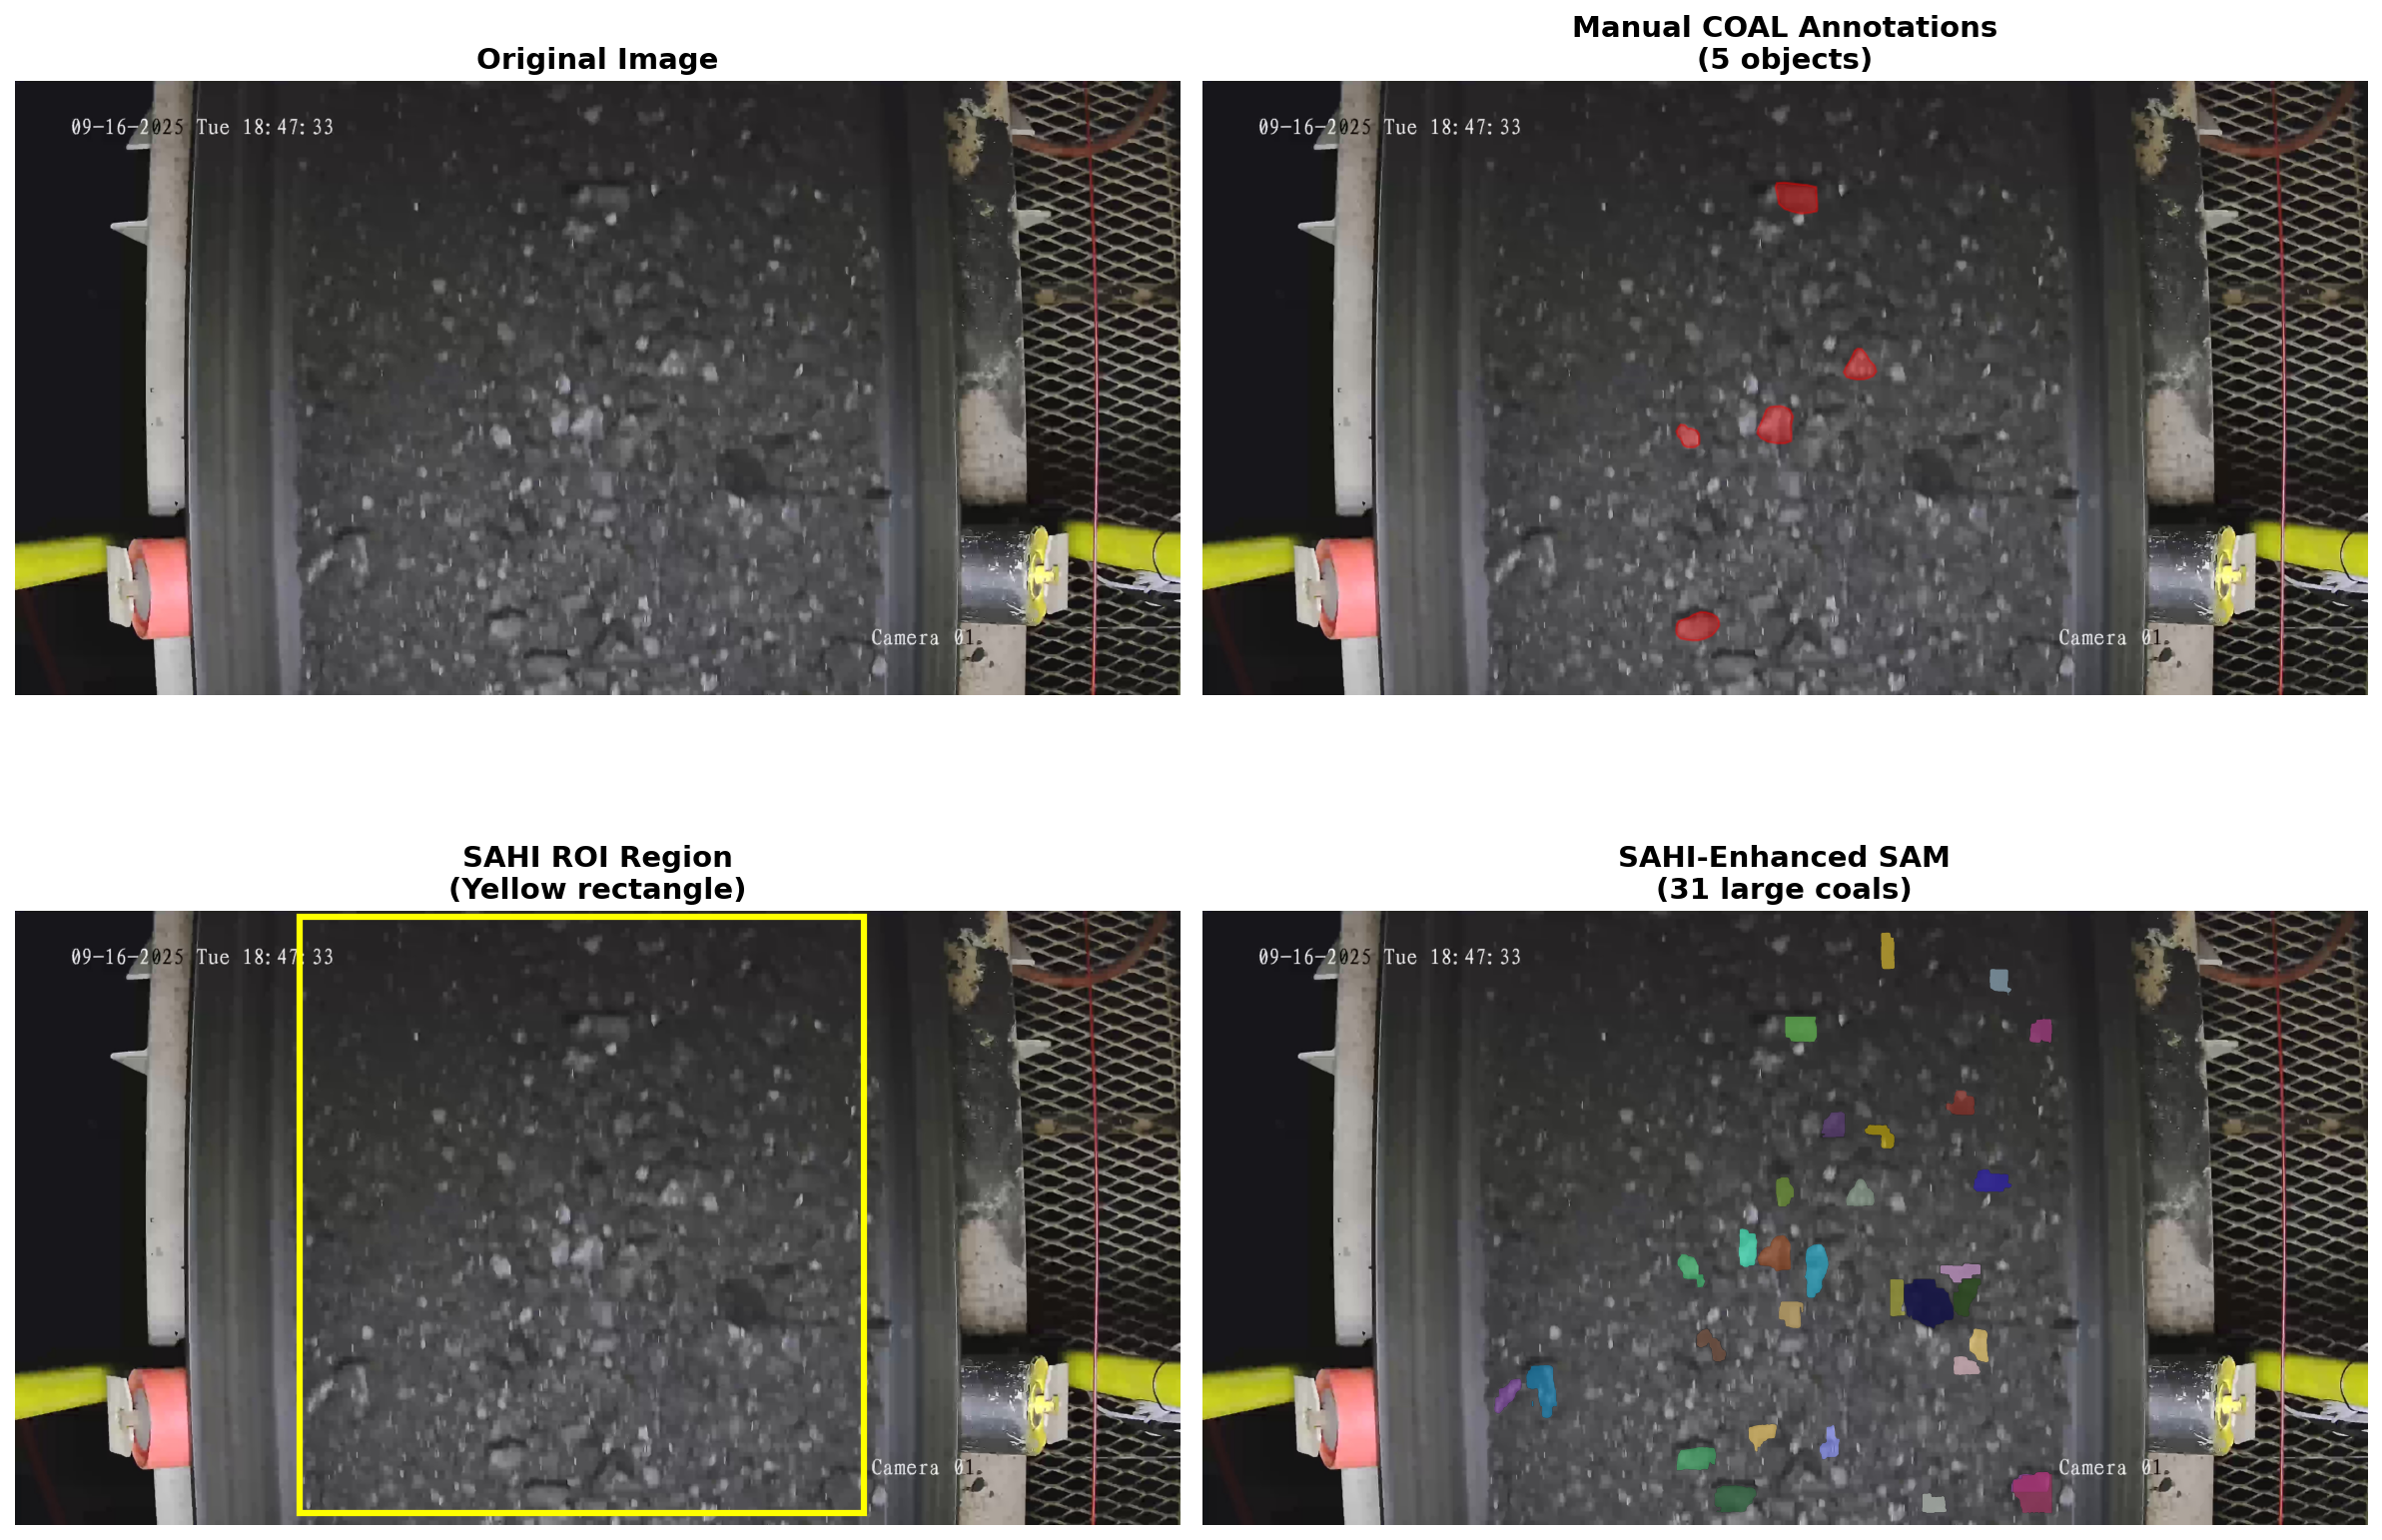 Original Image
09-16-2025 Tue 18:47:33
Camera 01
Manual COAL Annotations
(5 objects)
09-16-2025 Tue 18:47:33
Camera 01
SAHI ROI Region
(Yellow rectangle)
09-16-2025 Tue 18:47:33
Camera 01
SAHI-Enhanced SAM
(31 large coals)
09-16-2025 Tue 18:47:33
Camera 01